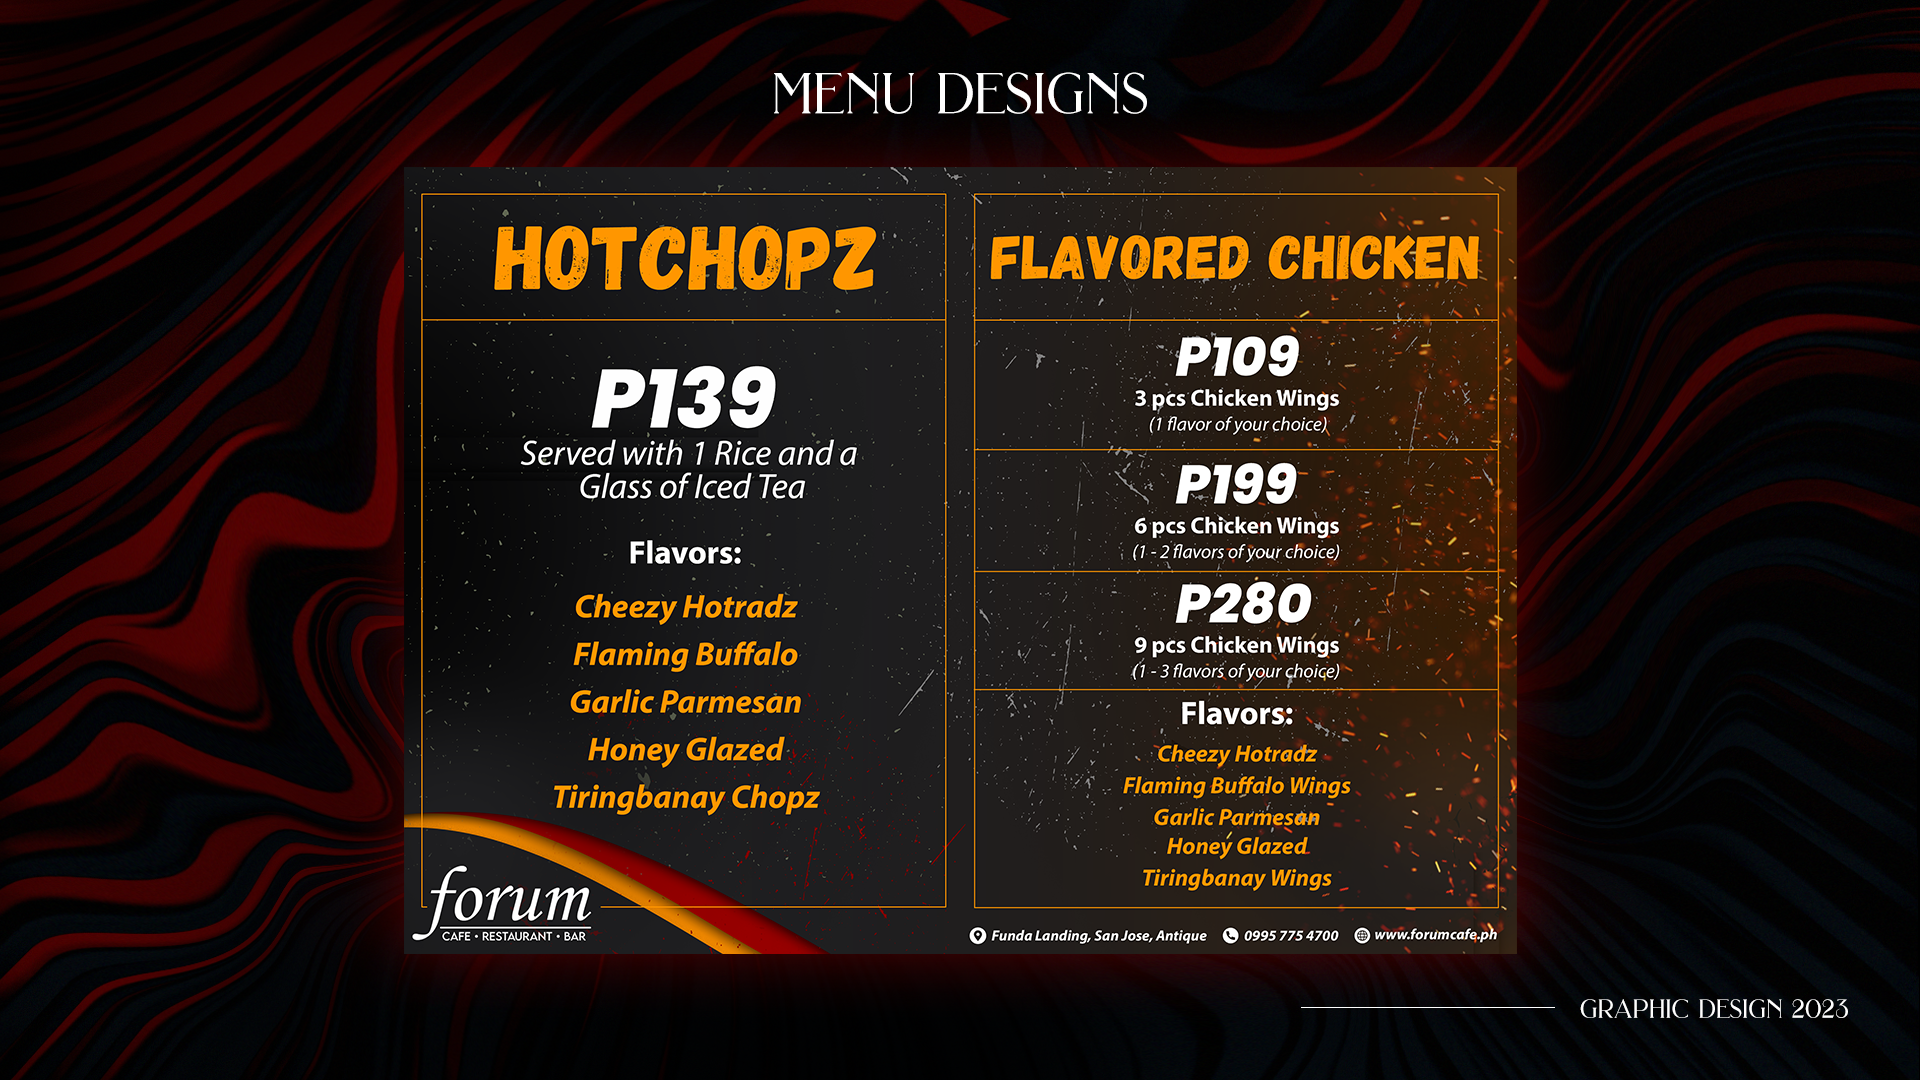 MENU DESIGNS
HOTCHOPZ
P139
Served with 1 Rice and a
Glass of Iced Tea
Flavors:
Cheezy Hotradz
Flaming Buffalo
Garlic Parmesan
Honey Glazed
Tiringbanay Chopz
forum
CAFE • RESTAURANT • BAR
FLAVORED CHICKEN
P109
3 pcs Chicken Wings
(1 flavor of your choice)
P199
6 pcs Chicken Wings
(1 - 2 flavors of your choice)
P280
9 pcs Chicken Wings
(1 - 3 flavors of your choice)
Flavors:
Cheezy Hotradz
Flaming Buffalo Wings
Garlic Parmesan
Honey Glazed
Tiringbanay Wings
Funda Landing, San Jose, Antique 0995 775 4700 www.forumcafe.ph
GRAPHIC DESIGN 2023